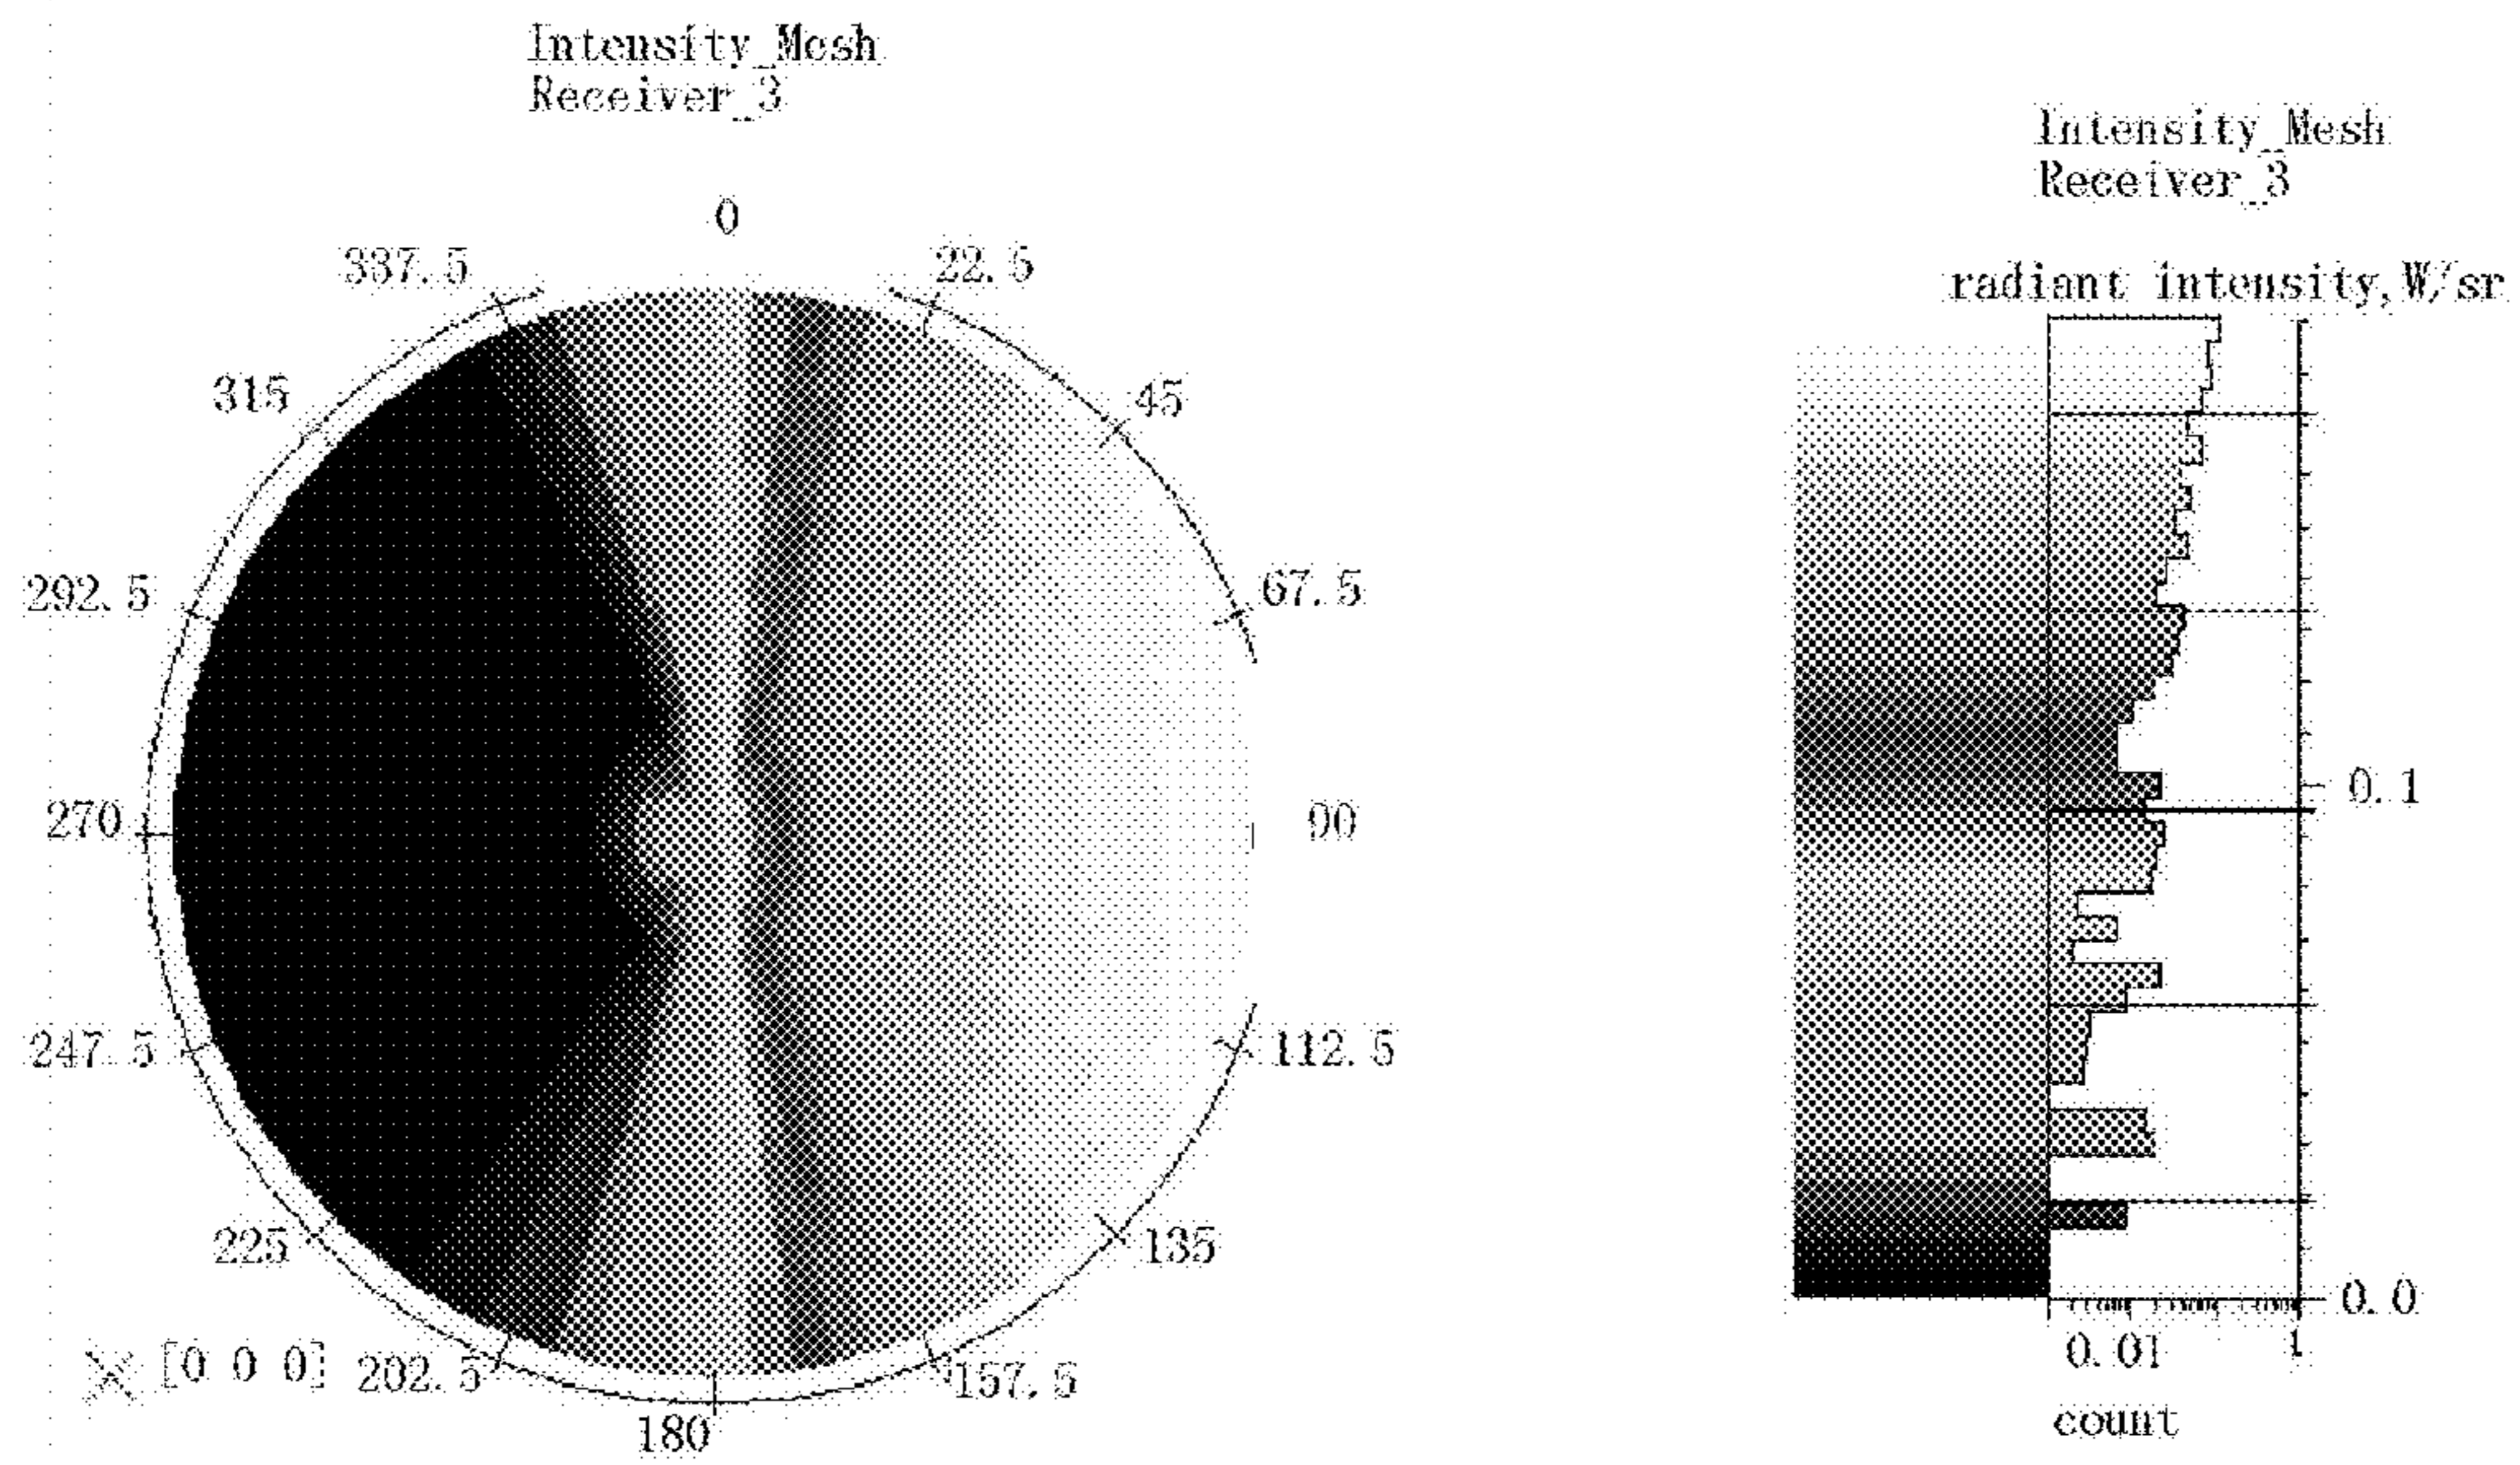 Intensity_Mesh
Receiver_3
0
337.5
22.5
315
45
292.5
67.5
270
90
247.5
112.5
225
135
[0 0 0]
202.5
157.5
180
Intensity_Mesh
Receiver_3
radiant intensity,W/sr
0.1
0.0
0.01
1
count